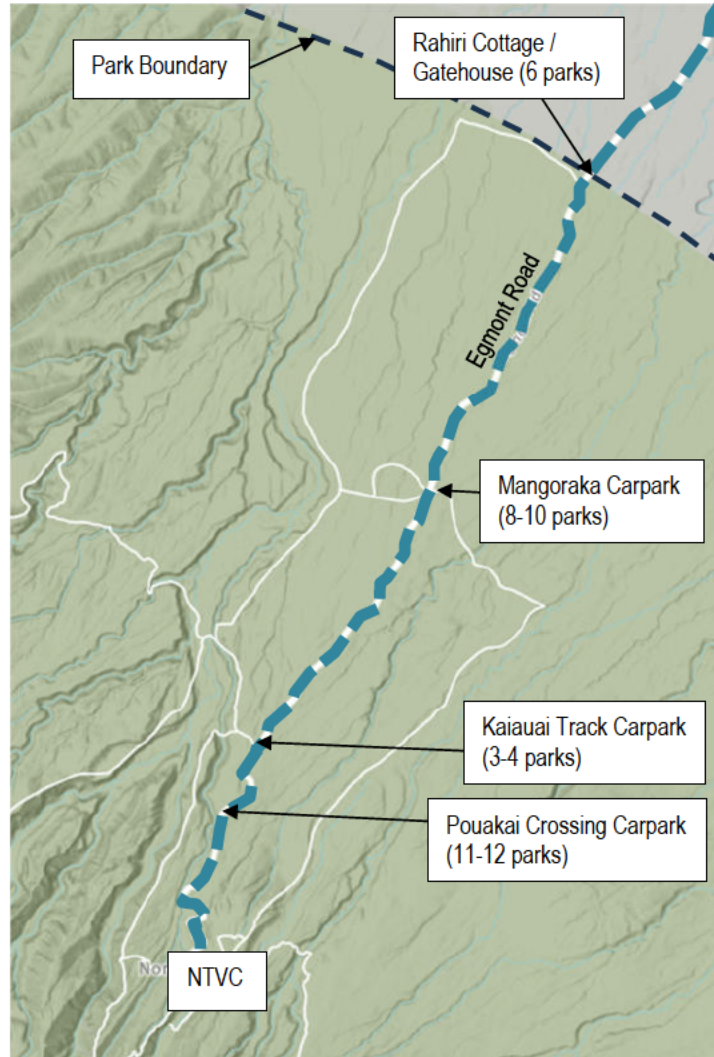 Park Boundary
Rahiri Cottage /
Gatehouse (6 parks)
Egmont Road
Mangoraka Carpark
(8-10 parks)
Kaiauai Track Carpark
(3-4 parks)
Pouakai Crossing Carpark
(11-12 parks)
Nor
NTVC